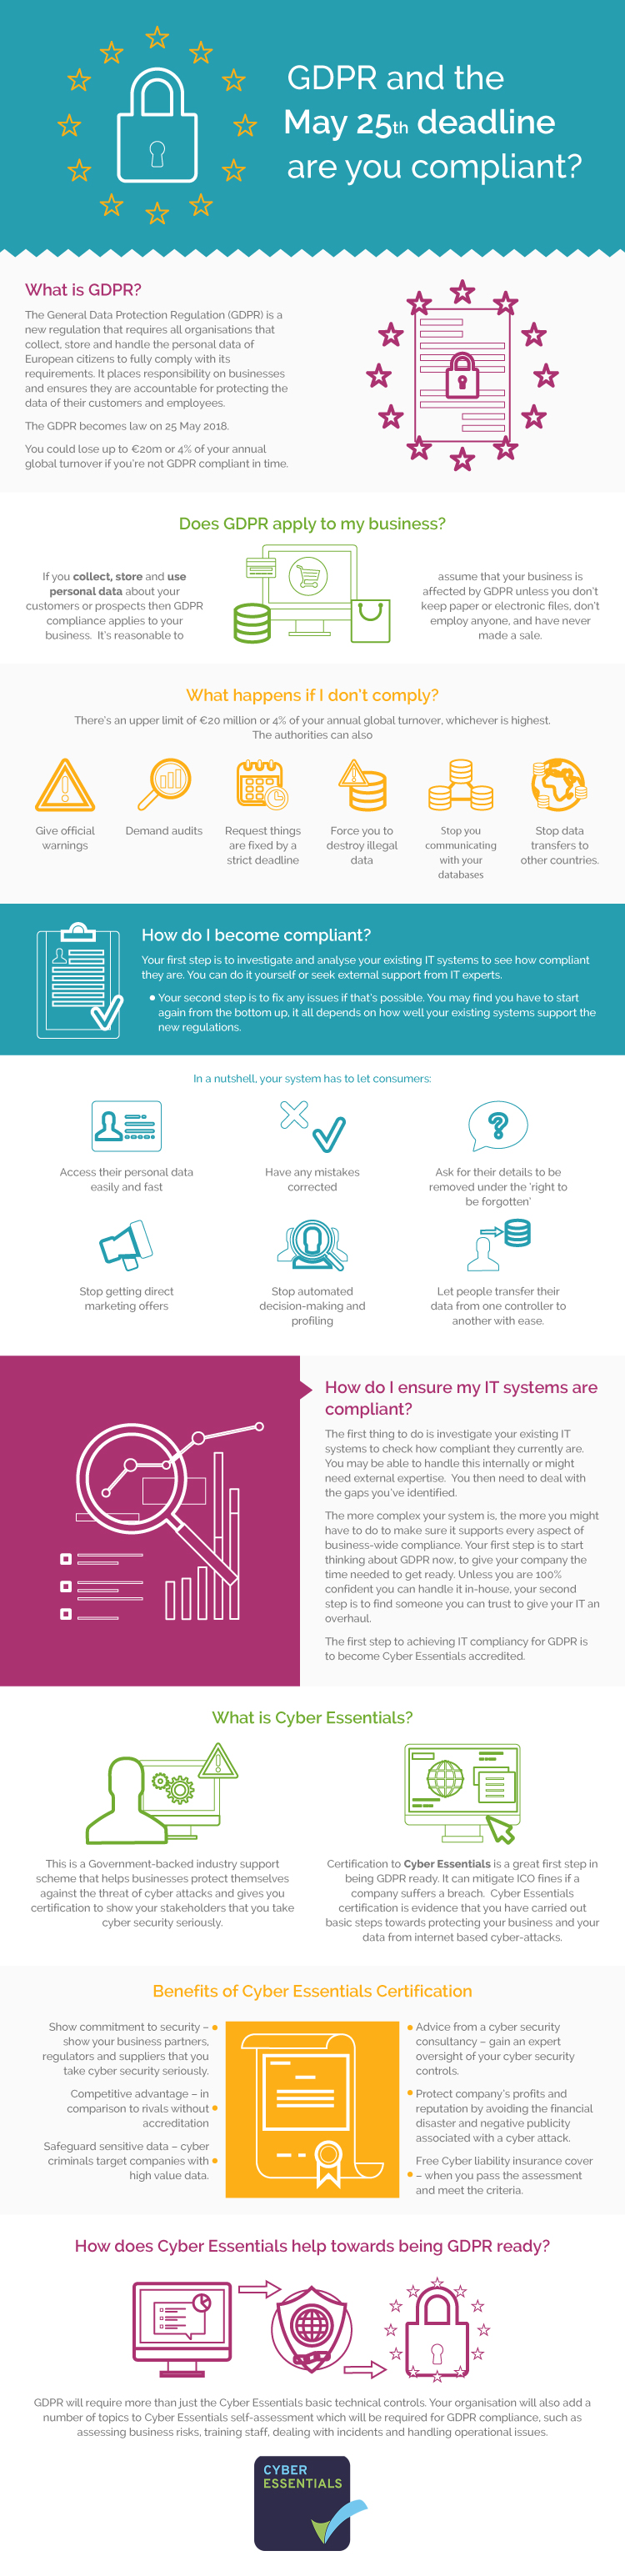 GDPR and the
May 25th deadline
are you compliant?
What is GDPR?
The General Data Protection Regulation (GDPR) is a
new regulation that requires all organisations that
collect, store and handle the personal data of
European citizens to fully comply with its
requirements. It places responsibility on businesses
and ensures they are accountable for protecting the
data of their customers and employees.
The GDPR becomes law on 25 May 2018.
You could lose up to €20m or 4% of your annual
global turnover if you're not GDPR compliant in time.
Does GDPR apply to my business?
If you collect, store and use
personal data about your
customers or prospects then GDPR
compliance applies to your
business. It's reasonable to
assume that your business is
affected by GDPR unless you don't
keep paper or electronic files, don't
employ anyone, and have never
made a sale.
What happens if I don't comply?
There's an upper limit of €20 million or 4% of your annual global turnover, whichever is highest.
The authorities can also
Give official
warnings
Demand audits
Request things
are fixed by a
strict deadline
Force you to
destroy illegal
data
Stop you
communicating
with your
databases
Stop data
transfers to
other countries.
How do I become compliant?
Your first step is to investigate and analyse your existing IT systems to see how compliant
they are. You can do it yourself or seek external support from IT experts.
• Your second step is to fix any issues if that's possible. You may find you have to start
again from the bottom up, it all depends on how well your existing systems support the
new regulations.
In a nutshell, your system has to let consumers:
Access their personal data
easily and fast
Have any mistakes
corrected
Ask for their details to be
removed under the 'right to
be forgotten'
Stop getting direct
marketing offers
Stop automated
decision-making and
profiling
Let people transfer their
data from one controller to
another with ease.
How do I ensure my IT systems are
compliant?
The first thing to do is investigate your existing IT
systems to check how compliant they currently are.
You may be able to handle this internally or might
need external expertise. You then need to deal with
the gaps you've identified.
The more complex your system is, the more you might
have to do to make sure it supports every aspect of
business-wide compliance. Your first step is to start
thinking about GDPR now, to give your company the
time needed to get ready. Unless you are 100%
confident you can handle it in-house, your second
step is to find someone you can trust to give your IT an
overhaul.
The first step to achieving IT compliancy for GDPR is
to become Cyber Essentials accredited.
What is Cyber Essentials?
This is a Government-backed industry support
scheme that helps businesses protect themselves
against the threat of cyber attacks and gives you
certification to show your stakeholders that you take
cyber security seriously.
Certification to Cyber Essentials is a great first step in
being GDPR ready. It can mitigate ICO fines if a
company suffers a breach. Cyber Essentials
certification is evidence that you have carried out
basic steps towards protecting your business and your
data from internet based cyber-attacks.
Benefits of Cyber Essentials Certification
Show commitment to security – •
show your business partners,
regulators and suppliers that you
take cyber security seriously.
Competitive advantage – in
comparison to rivals without •
accreditation
Safeguard sensitive data – cyber
criminals target companies with •
high value data.
• Advice from a cyber security
consultancy – gain an expert
oversight of your cyber security
controls.
• Protect company's profits and
reputation by avoiding the financial
disaster and negative publicity
associated with a cyber attack.
Free Cyber liability insurance cover
• – when you pass the assessment
and meet the criteria.
How does Cyber Essentials help towards being GDPR ready?
GDPR will require more than just the Cyber Essentials basic technical controls. Your organisation will also add a
number of topics to Cyber Essentials self-assessment which will be required for GDPR compliance, such as
assessing business risks, training staff, dealing with incidents and handling operational issues.
CYBER
ESSENTIALS